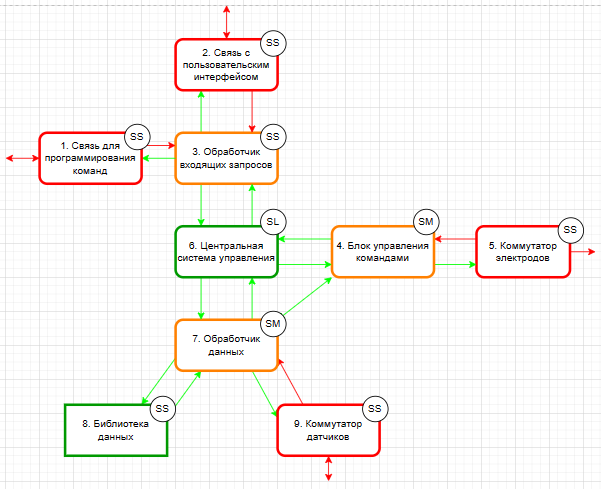 SS
2. Связь с
пользовательским
интерфейсом
SS
1. Связь для
программирования
команд
SS
3. Обработчик
входящих запросов
SL
6. Центральная
система управления
SM
4. Блок управления
командами
SS
5. Коммутатор
электродов
SM
7. Обработчик
данных
SS
8. Библиотека
данных
SS
9. Коммутатор
датчиков